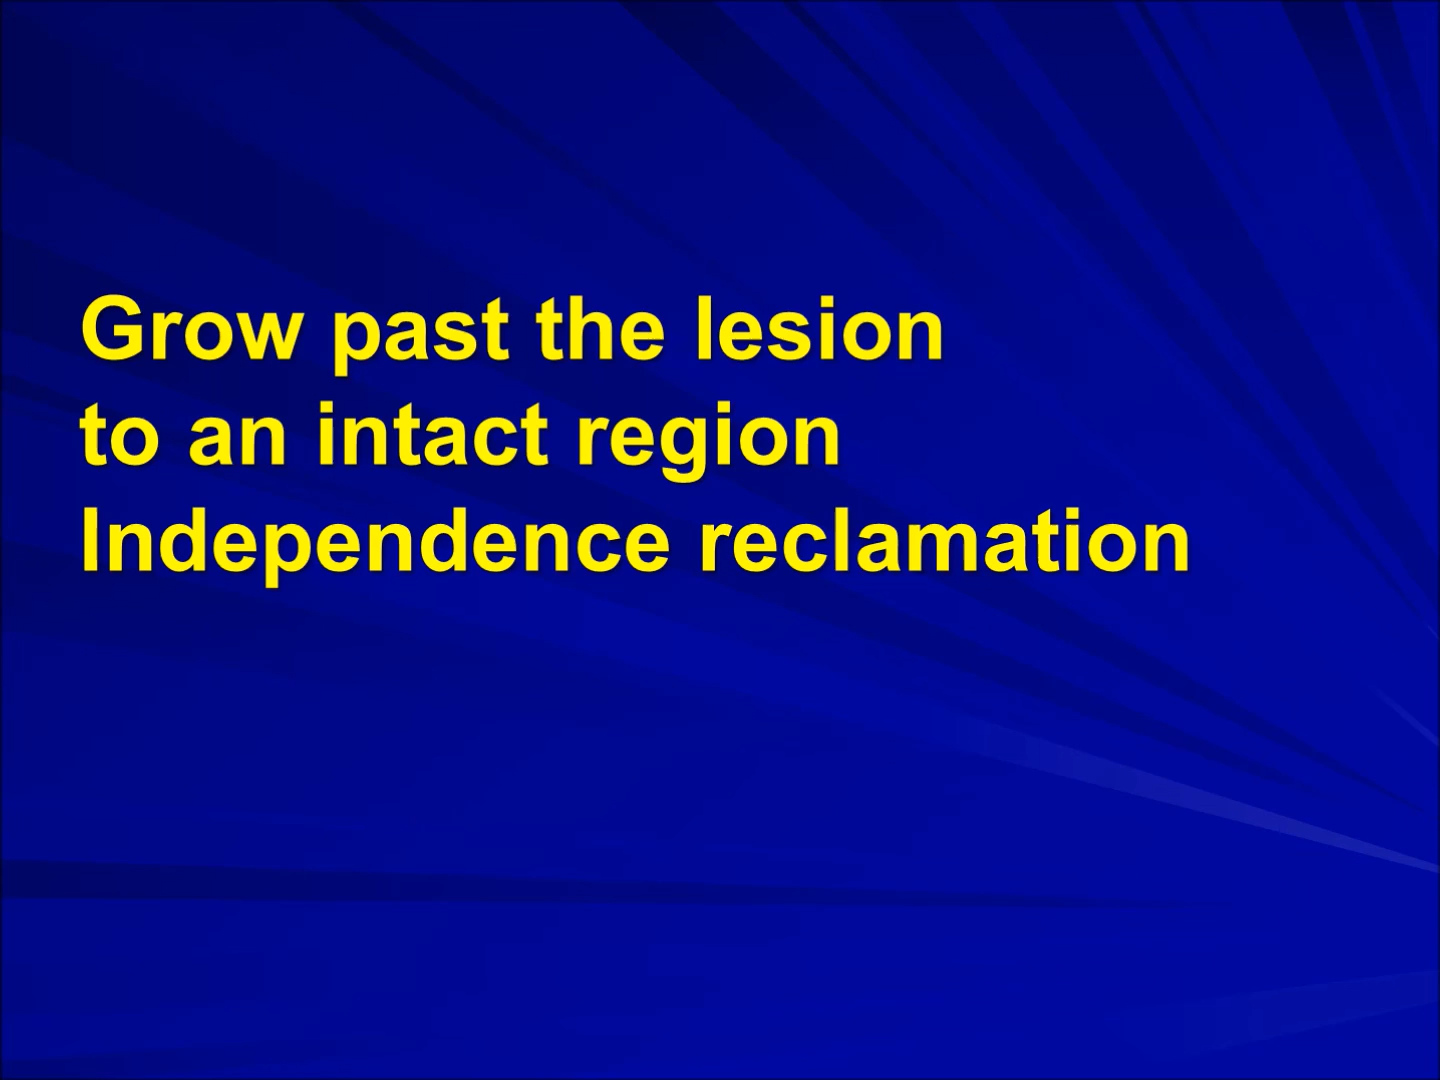 Grow past the lesion
to an intact region
Independence reclamation